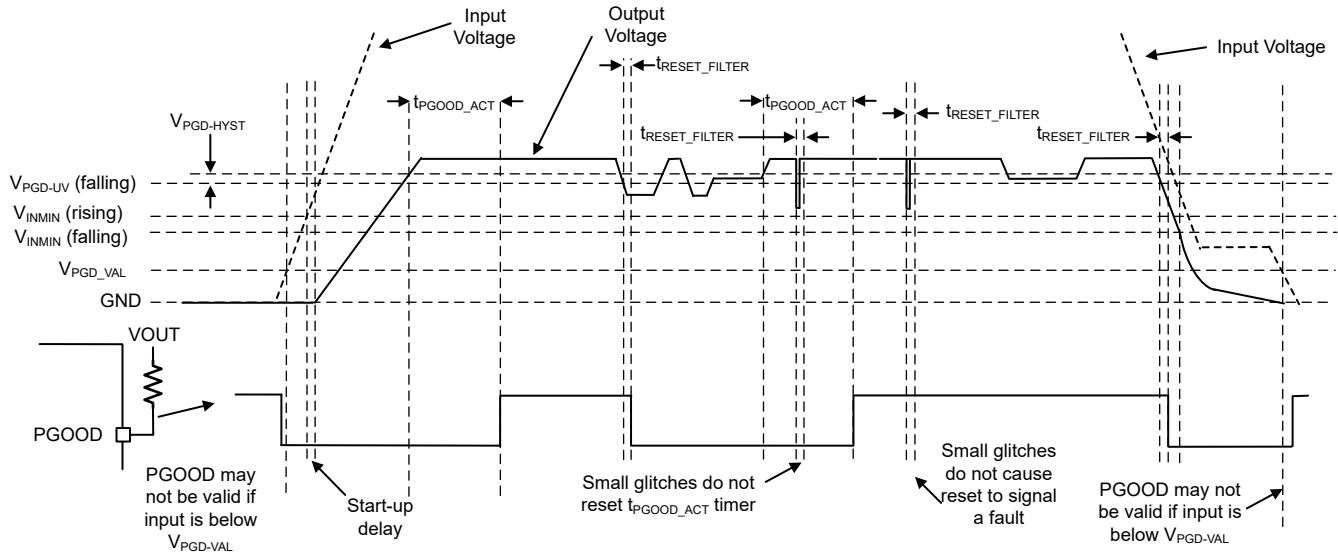 Input
Voltage
Output
Voltage
Input Voltage
tRESET_FILTER
tPGOOD_ACT
tPGOOD_ACT
tRESET_FILTER
tRESET_FILTER
tRESET_FILTER
VPGD-HYST
VPGD-UV (falling)
VINMIN (rising)
VINMIN (falling)
VPGD_VAL
GND
VOUT
PGOOD
PGOOD may
not be valid if
input is below
VPGD-VAL
Start-up
delay
Small glitches do not
reset tPGOOD_ACT timer
Small glitches
do not cause
reset to signal
a fault
PGOOD may not
be valid if input is
below VPGD-VAL